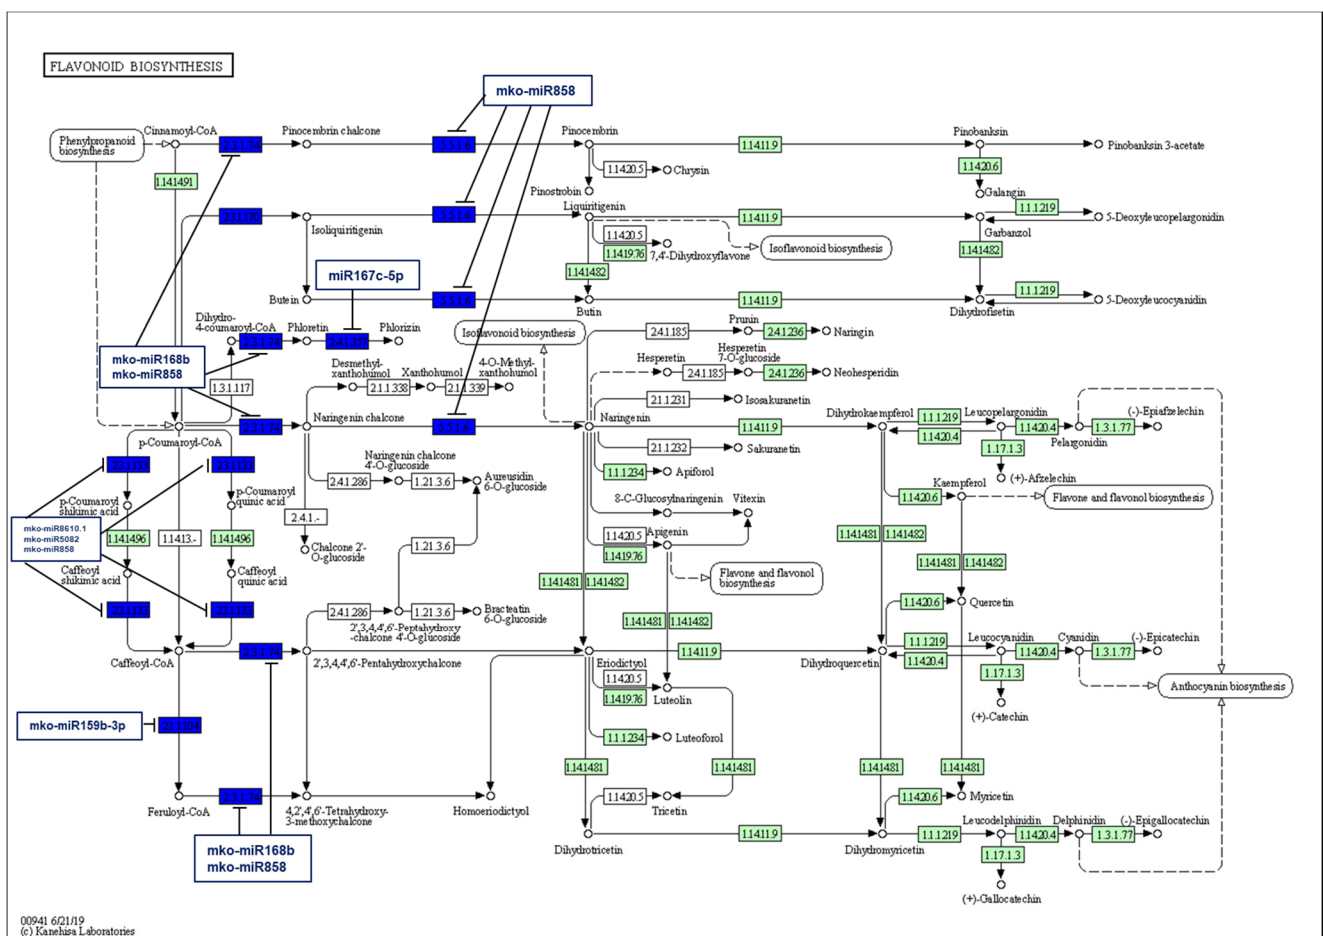 FLAVONOID BIOSYNTHESIS
mko-miR858
Phenylpropanoid
biosynthesis
Cinnamoyl-CoA
2.3.1.74
Pinocembrin chalcone
5.5.1.6
Pinocembrin
1.14.11.9
Pinobanksin
Pinobanksin 3-acetate
1.14.14.91
1.14.20.5
Chrysin
1.14.20.6
Pinostrobin
Galangin
2.3.1.170
Isoliquiritigenin
5.5.1.6
Liquiritigenin
1.14.11.9
1.1.1.219
5-Deoxyleucopelargonidin
Garbanzol
1.14.20.5
1.14.19.76
7,4'-Dihydroxyflavone
Isoflavonoid biosynthesis
1.14.14.82
1.14.14.82
miR167c-5p
Butein
5.5.1.6
Butin
1.14.11.9
Dihydrofisetin
1.1.1.219
5-Deoxyleucocyanidin
Dihydro-
4-coumaroyl-CoA
2.3.1.74
Phloretin
2.4.1.357
Phlorizin
Isoflavonoid biosynthesis
2.4.1.185
Prunin
2.4.1.236
Naringin
mko-miR168b
mko-miR858
1.3.1.117
Desmethyl-
xanthohumol
2.1.1.338
Xanthohumol
2.1.1.339
4-O-Methyl-
xanthohumol
Hesperetin
2.4.1.185
Hesperetin
7-O-glucoside
2.4.1.236
Neohesperidin
2.1.1.231
Isosakuranetin
p-Coumaroyl-CoA
2.3.1.74
Naringenin chalcone
5.5.1.6
Naringenin
1.14.11.9
Dihydrokaempferol
1.1.1.219
1.14.20.4
Leucopelargonidin
1.14.20.4
Pelargonidin
1.3.1.77
(-)-Epiafzelechin
2.1.1.232
Sakuranetin
1.17.1.3
(+)-Afzelechin
2.3.1.133
2.3.1.133
Naringenin chalcone
4'-O-glucoside
2.4.1.286
1.21.3.6
Aureusidin
6-O-glucoside
1.1.1.234
Apiforol
1.14.20.6
Kaempferol
Flavone and flavonol biosynthesis
p-Coumaroyl
shikimic acid
p-Coumaroyl
quinic acid
2.4.1.-
8-C-Glucosylnaringenin
Vitexin
mko-miR8610.1
mko-miR5082
mko-miR858
1.14.14.96
1.14.13.-
1.14.14.96
Chalcone 2'-
O-glucoside
1.21.3.6
Apigenin
1.14.20.5
1.14.19.76
1.14.14.81
1.14.14.82
Caffeoyl
shikimic acid
Caffeoyl
quinic acid
Flavone and flavonol
biosynthesis
1.14.14.81
1.14.14.82
1.14.14.81
1.14.14.82
2.3.1.133
2.3.1.133
2.4.1.286
1.21.3.6
Bracteatin
6-O-glucoside
2',3,4,4',6'-Peptahydroxy
-chalcone 4'-O-glucoside
1.14.14.81
1.14.14.82
1.14.20.6
Quercetin
Caffeoyl-CoA
2.3.1.74
2',3,4,4',6'-Pentahydroxychalcone
Eriodictyol
1.14.11.9
Dihydroquercetin
1.1.1.219
1.14.20.4
Leucocyanidin
1.14.20.4
Cyanidin
1.3.1.77
(-)-Epicatechin
1.14.20.5
1.14.19.76
Luteolin
1.17.1.3
(+)-Catechin
Anthocyanin biosynthesis
mko-miR159b-3p
2.1.1.104
1.1.1.234
Luteoforol
1.14.14.81
1.14.14.81
1.14.14.81
1.14.14.81
Feruloyl-CoA
2.3.1.74
4,2',4',6'-Tetrahydroxy-
3-methoxychalcone
Homoeriodictyol
1.14.20.5
Tricetin
1.14.20.6
Myricetin
mko-miR168b
mko-miR858
Dihydrotricetin
1.14.11.9
Dihydromyricetin
1.1.1.219
Leucodelphinidin
1.14.20.4
Delphinidin
1.3.1.77
(-)-Epigallocatechin
1.17.1.3
(+)-Gallocatechin
00941 6/21/19
(c) Kanehisa Laboratories